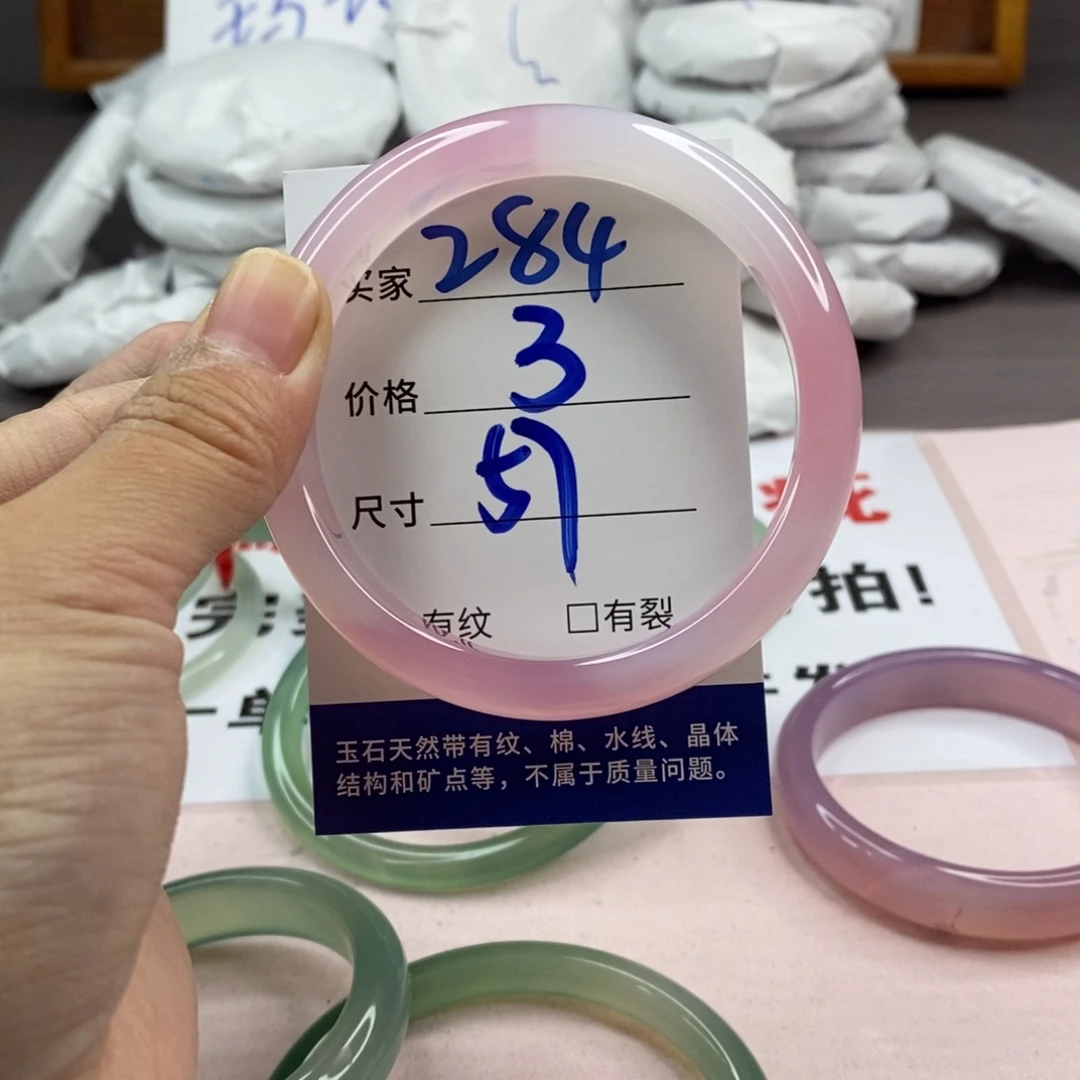 买家 284
价格 3
尺寸 57
有纹 □有裂
玉石天然带有纹、棉、水线、晶体
结构和矿点等，不属于质量问题。
拍！